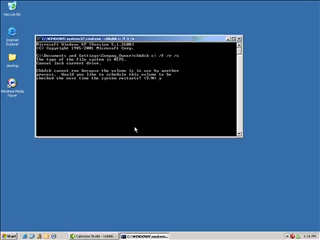 Internet
Explorer
Windows Media
Player
C:\WINDOWS\system32\cmd.exe - chkdsk c: /f /r /x
Microsoft Windows XP [Version 5.1.2600]
(C) Copyright 1985-2001 Microsoft Corp.
C:\Documents and Settings\Compaq_Owner>chkdsk c: /f /r /x
The type of the file system is NTFS.
Cannot lock current drive.
Chkdsk cannot run because the volume is in use by another
process. Would you like to schedule this volume to be
checked the next time the system restarts? (Y/N) y
Start
Camtasia Studio - Untitle
C:\WINDOWS\system